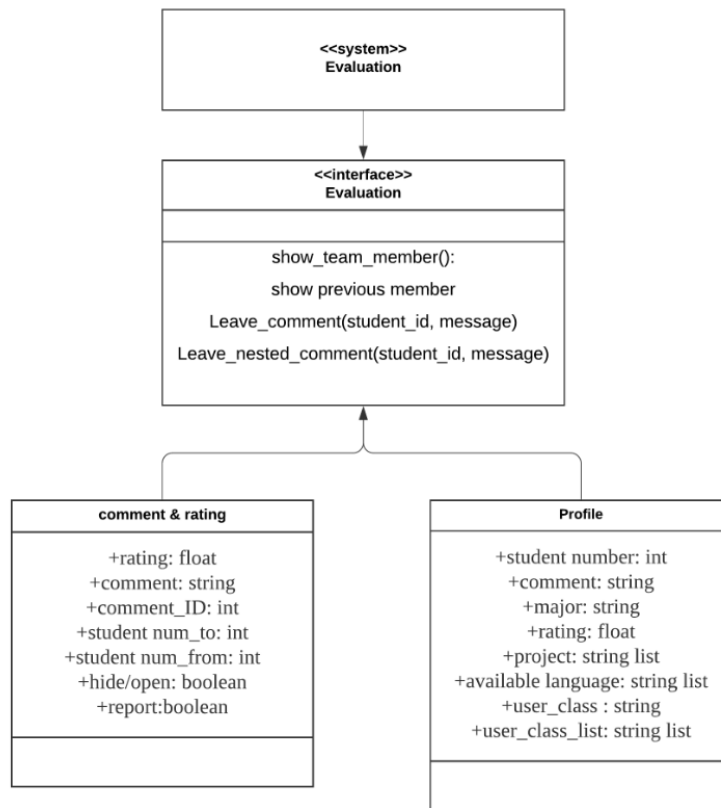 <<system>>
Evaluation
<<interface>>
Evaluation
show_team_member():
show previous member
Leave_comment(student_id, message)
Leave_nested_comment(student_id, message)
comment & rating
+rating: float
+comment: string
+comment_ID: int
+student num_to: int
+student num_from: int
+hide/open: boolean
+report:boolean
Profile
+student number: int
+comment: string
+major: string
+rating: float
+project: string list
+available language: string list
+user_class : string
+user_class_list: string list